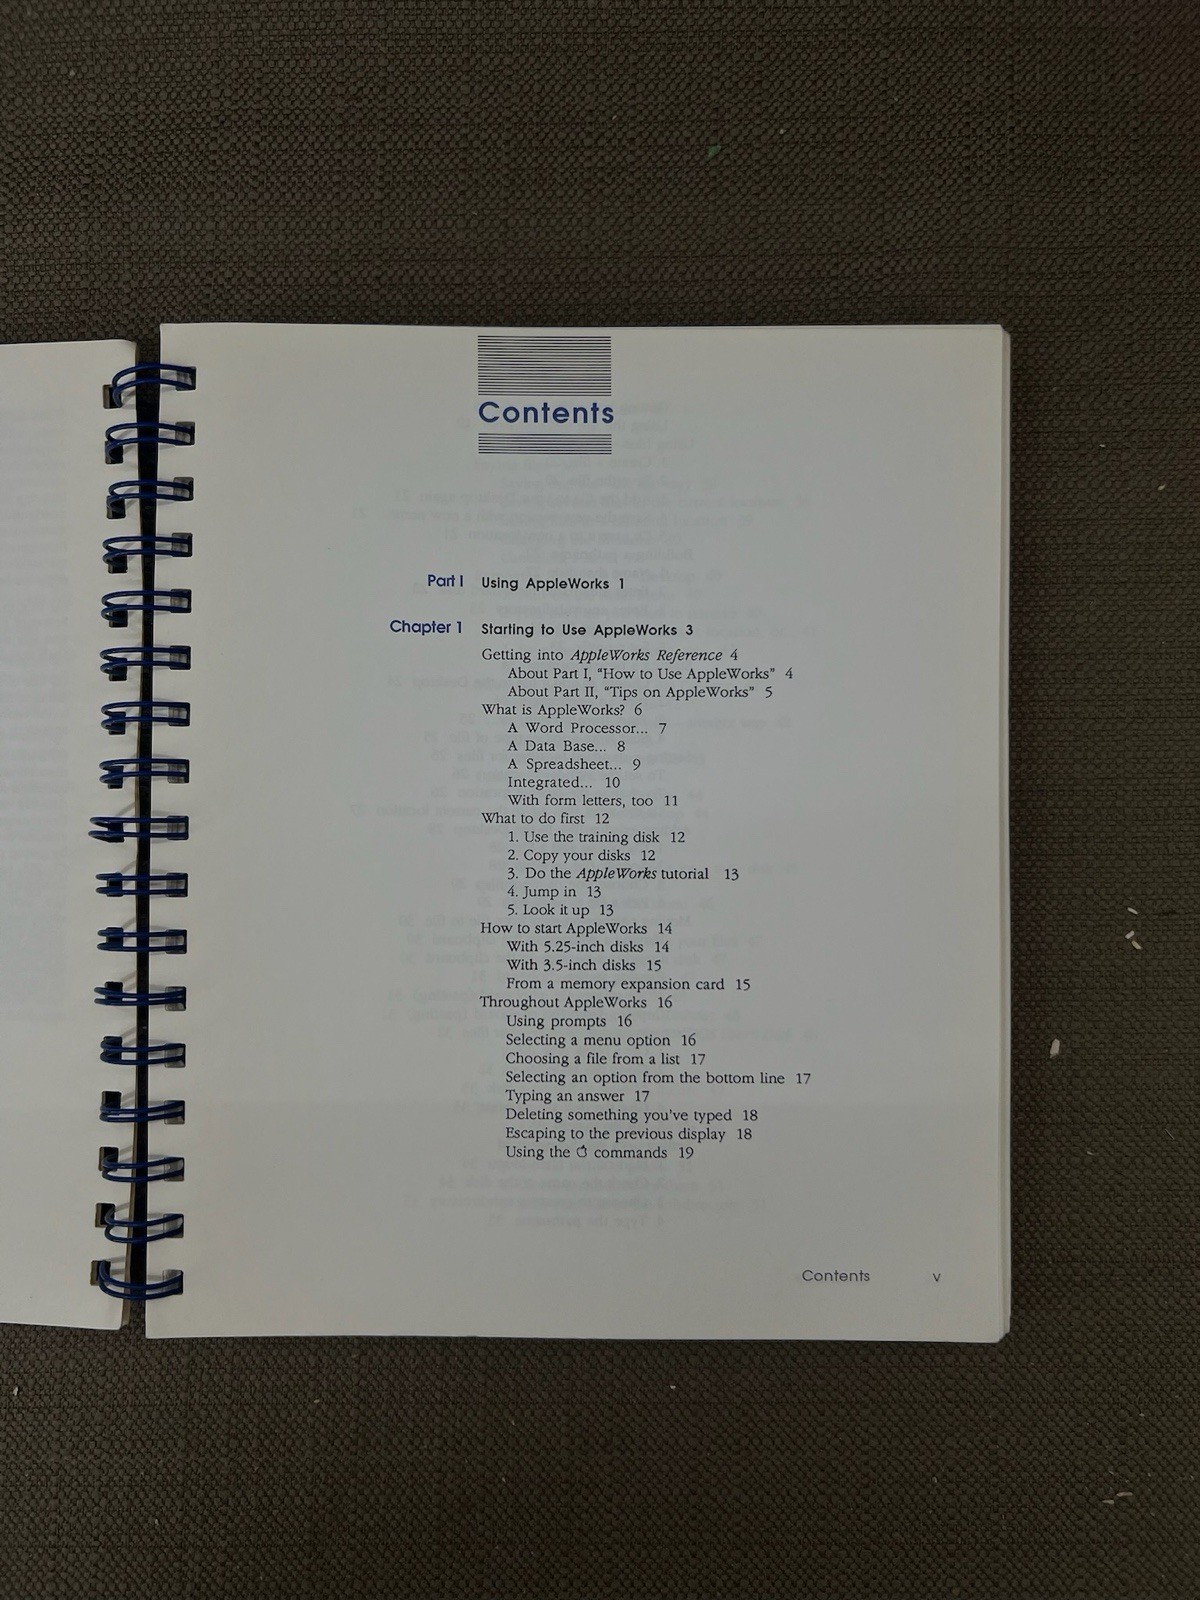 Contents
Part I Using AppleWorks 1
Chapter 1 Starting to Use AppleWorks 3
Getting into AppleWorks Reference 4
About Part I, “How to Use AppleWorks” 4
About Part II, “Tips on AppleWorks” 5
What is AppleWorks? 6
A Word Processor... 7
A Data Base... 8
A Spreadsheet... 9
Integrated... 10
With form letters, too 11
What to do first 12
1. Use the training disk 12
2. Copy your disks 12
3. Do the AppleWorks tutorial 13
4. Jump in 13
5. Look it up 13
How to start AppleWorks 14
With 5.25-inch disks 14
With 3.5-inch disks 15
From a memory expansion card 15
Throughout AppleWorks 16
Using prompts 16
Selecting a menu option 16
Choosing a file from a list 17
Selecting an option from the bottom line 17
Typing an answer 17
Deleting something you've typed 18
Escaping to the previous display 18
Using the commands 19
Contents v